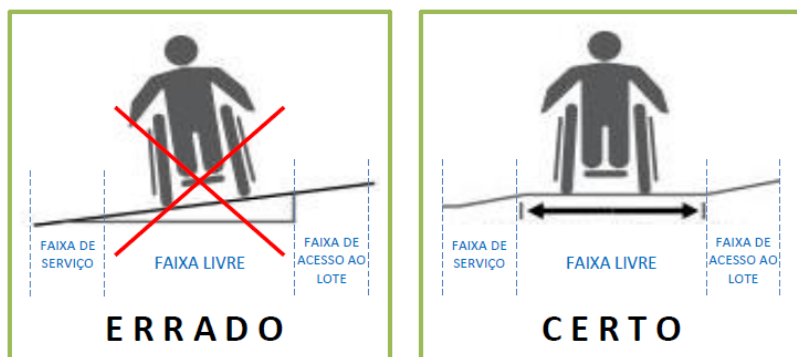 FAIXA DE
SERVIÇO
FAIXA LIVRE
FAIXA DE
ACESSO AO
LOTE
ERRADO
FAIXA DE
SERVIÇO
FAIXA LIVRE
FAIXA DE
ACESSO AO
LOTE
CERTO